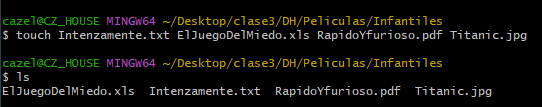 cazel@CZ_HOUSE MINGW64 ~/Desktop/clase3/DH/Peliculas/Infantiles
$ touch Intenzamente.txt ElJuegoDelMiedo.xls RapidoYfurioso.pdf Titanic.jpg
cazel@CZ_HOUSE MINGW64 ~/Desktop/clase3/DH/Peliculas/Infantiles
$ ls
ElJuegoDelMiedo.xls  Intenzamente.txt  RapidoYfurioso.pdf  Titanic.jpg